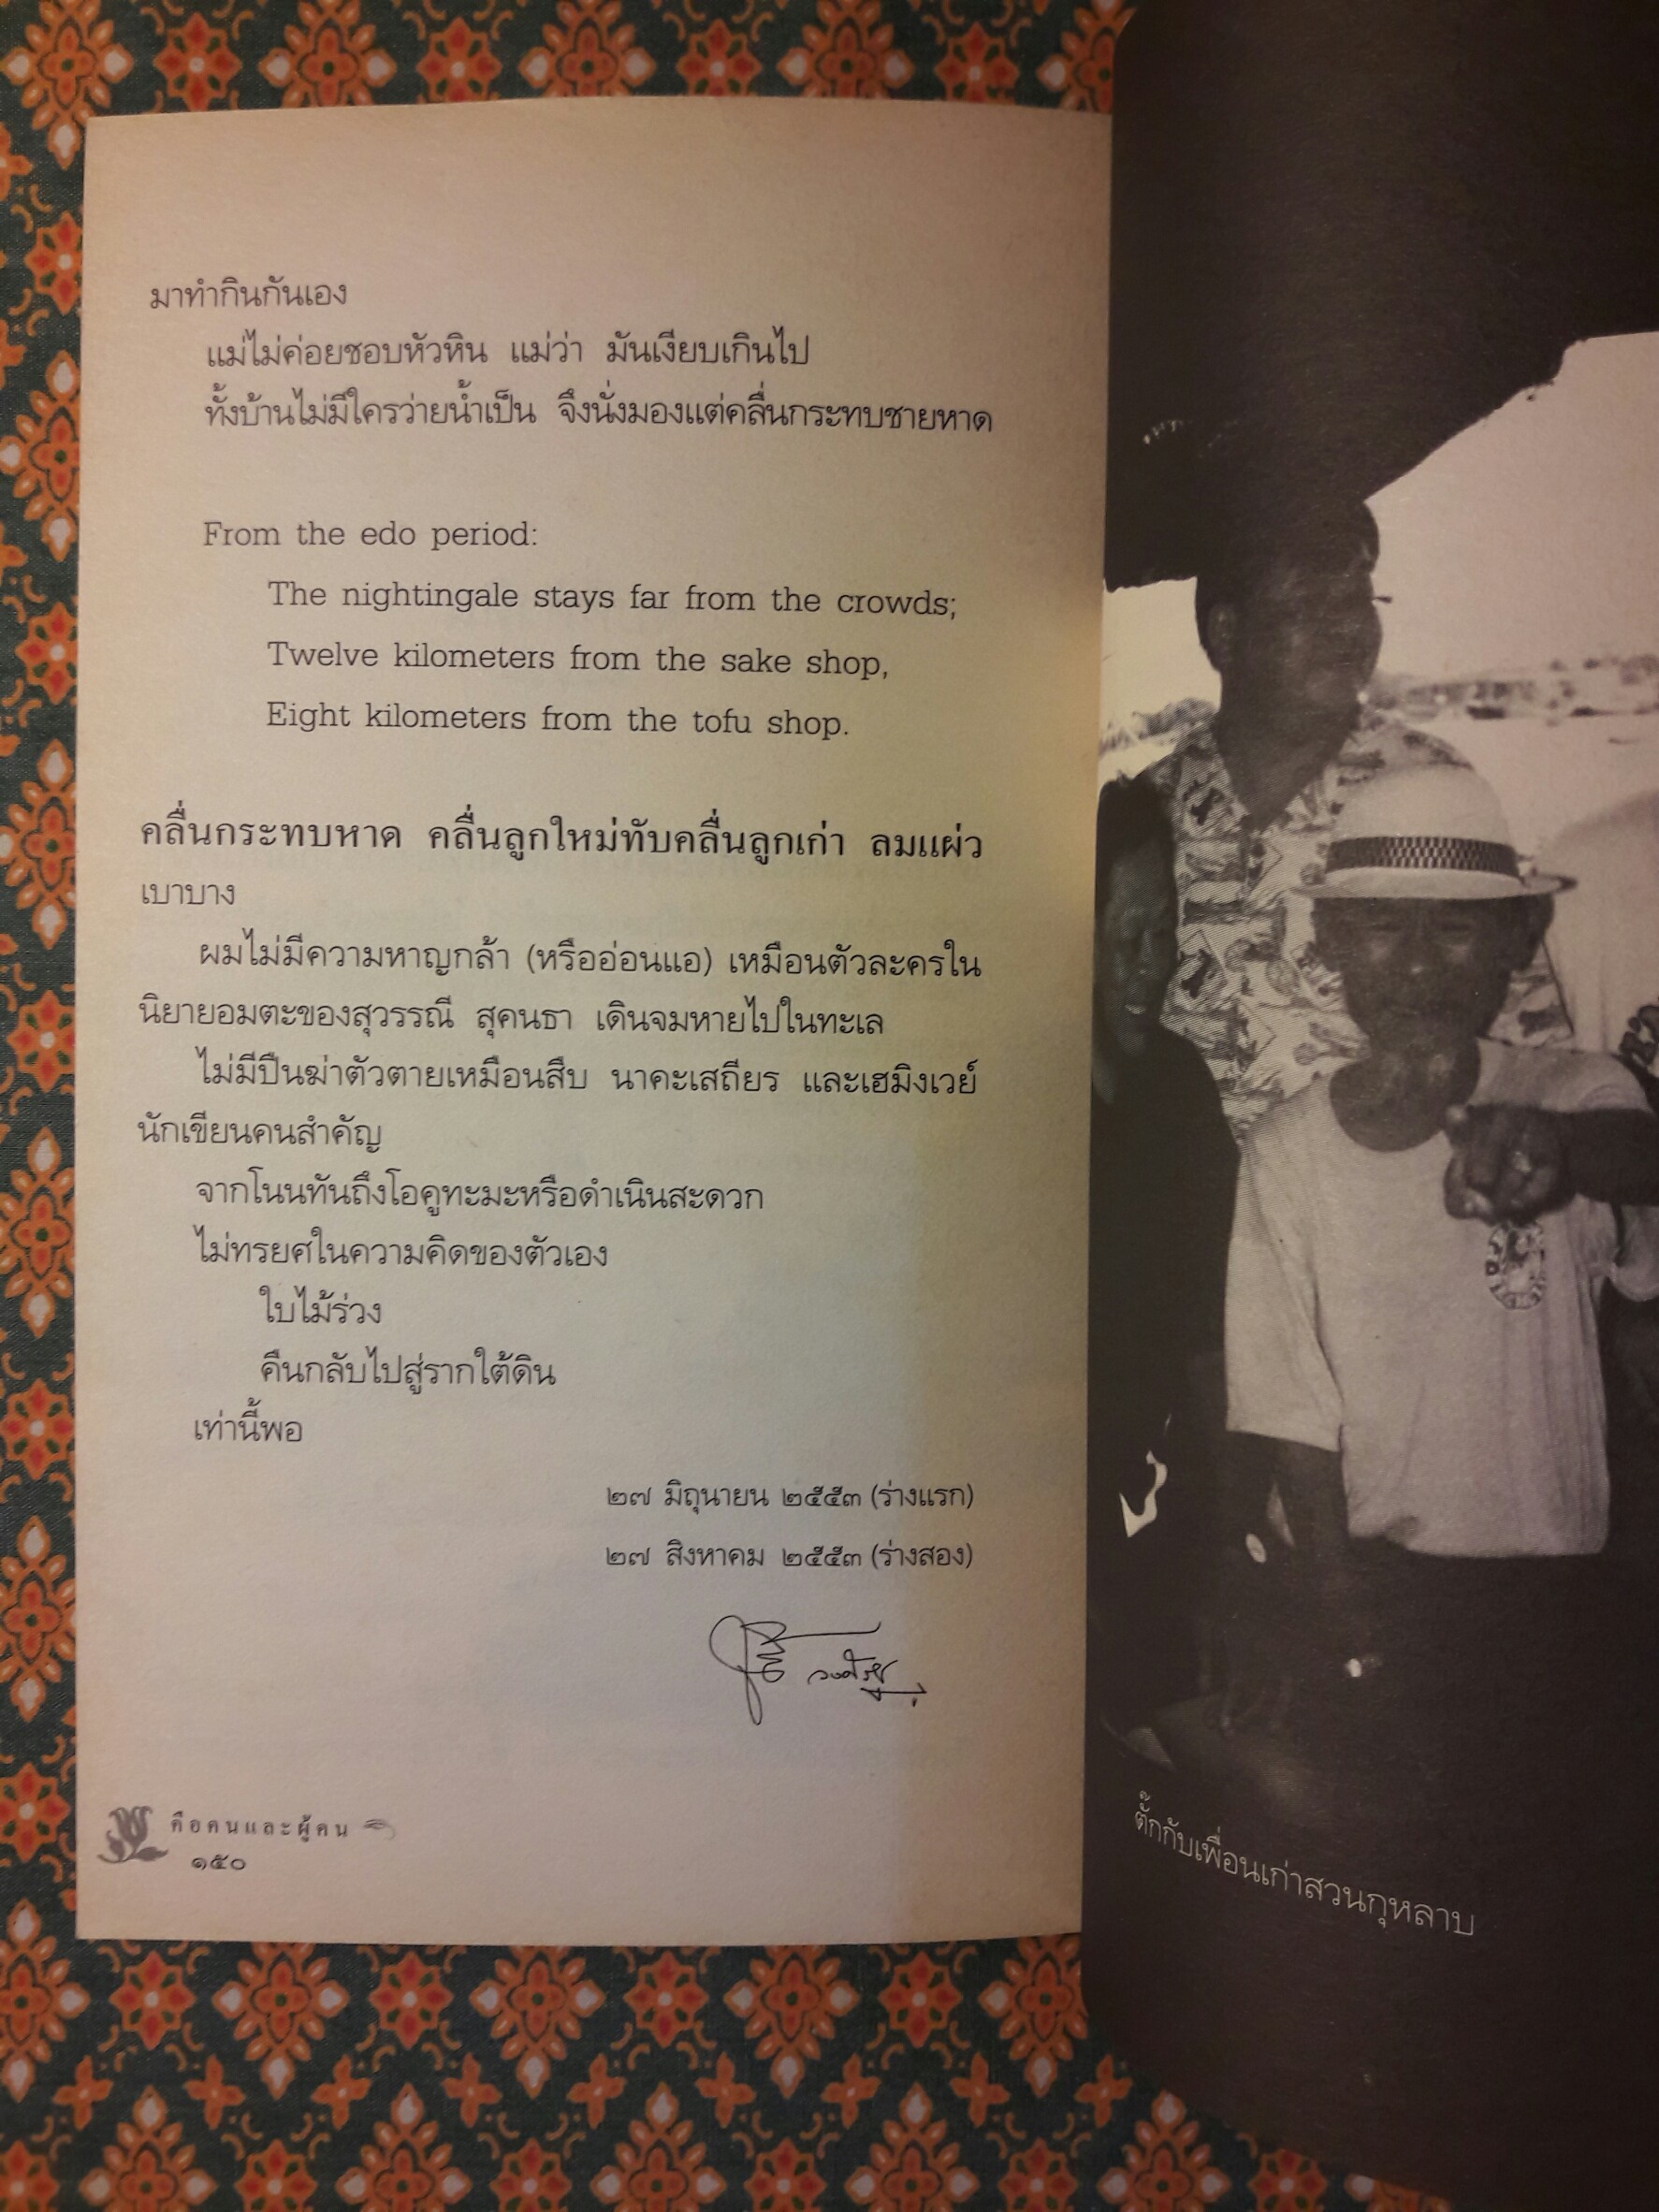 มาทำกินกันเอง
แม่ไม่ค่อยชอบหัวหิน แม่ว่า มันเงียบเกินไป
ทั้งบ้านไม่มีใครว่ายน้ำเป็น จึงนั่งมองแต่คลื่นกระทบชายหาด
From the edo period:
The nightingale stays far from the crowds;
Twelve kilometers from the sake shop,
Eight kilometers from the tofu shop.
คลื่นกระทบหาด คลื่นลูกใหม่ทับคลื่นลูกเก่า ลมแผ่ว
เบาบาง
ผมไม่มีความหาญกล้า (หรืออ่อนแอ) เหมือนตัวละครใน
นิยายอมตะของสุวรรณี สุคนธา เดินจมหายไปในทะเล
ไม่มีปืนฆ่าตัวตายเหมือนสืบ นาคะเสถียร และเฮมิงเวย์
นักเขียนคนสำคัญ
จากโนนทันถึงโอคูทะมะหรือดำเนินสะดวก
ไม่ทรยศในความคิดของตัวเอง
ใบไม้ร่วง
คืนกลับไปสู่รากใต้ดิน
เท่านี้พอ
๒๗ มิถุนายน ๒๕๕๓ (ร่างแรก)
๒๗ สิงหาคม ๒๕๕๓ (ร่างสอง)
คือคนและผู้คน
๑๕๐
ตั๊กกับเพื่อนเก่าสวนกุหลาบ